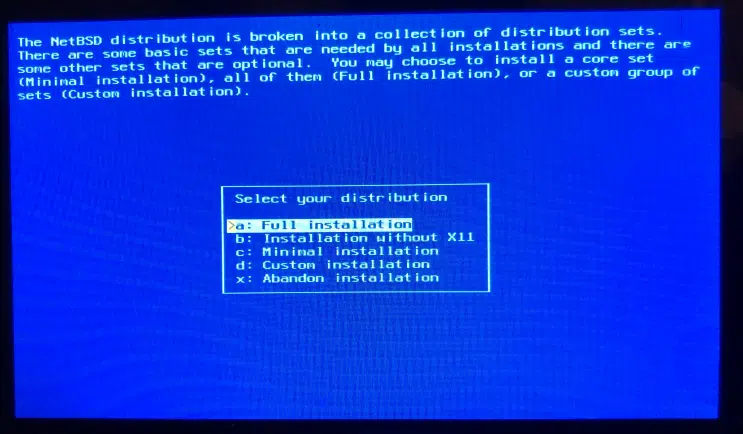 The NetBSD distribution is broken into a collection of distribution sets.
There are some basic sets that are needed by all installations and there are
some other sets that are optional.  You may choose to install a core set
(Minimal installation), all of them (Full installation), or a custom group of
sets (Custom installation).
Select your distribution
>a: Full installation
b: Installation without X11
c: Minimal installation
d: Custom installation
x: Abandon installation